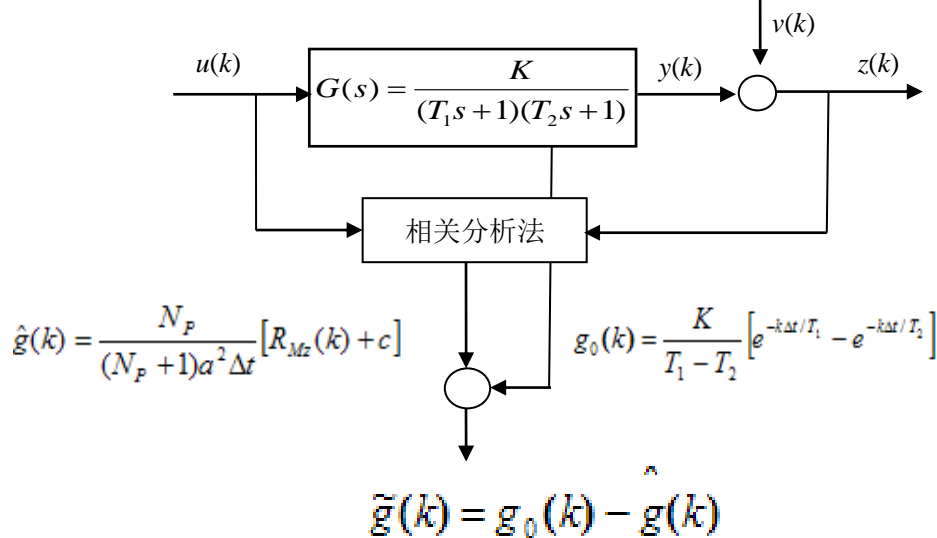 v(k)
u(k)
y(k)
z(k)
G(s) = K / (T₁s + 1)(T₂s + 1)
相关分析法
ĝ(k) = N_P / (N_P + 1)a²Δt [R_Mz(k) + c]
g₀(k) = K / T₁ − T₂ [e^{−kΔt/T₁} − e^{−kΔt/T₂}]
g̃(k) = g₀(k) − ĝ(k)